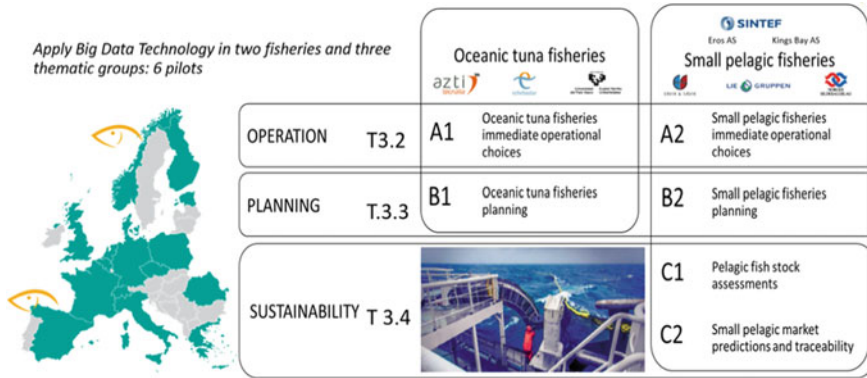 Apply Big Data Technology in two fisheries and three
thematic groups: 6 pilots
Oceanic tuna fisheries
azti
SINTEF
Eros AS Kings Bay AS
Small pelagic fisheries
LIE GRUPPEN
OPERATION T3.2
A1 Oceanic tuna fisheries
immediate operational
choices
A2 Small pelagic fisheries
immediate operational
choices
PLANNING T.3.3
B1 Oceanic tuna fisheries
planning
B2 Small pelagic fisheries
planning
SUSTAINABILITY T 3.4
C1 Pelagic fish stock
assessments
C2 Small pelagic market
predictions and traceability